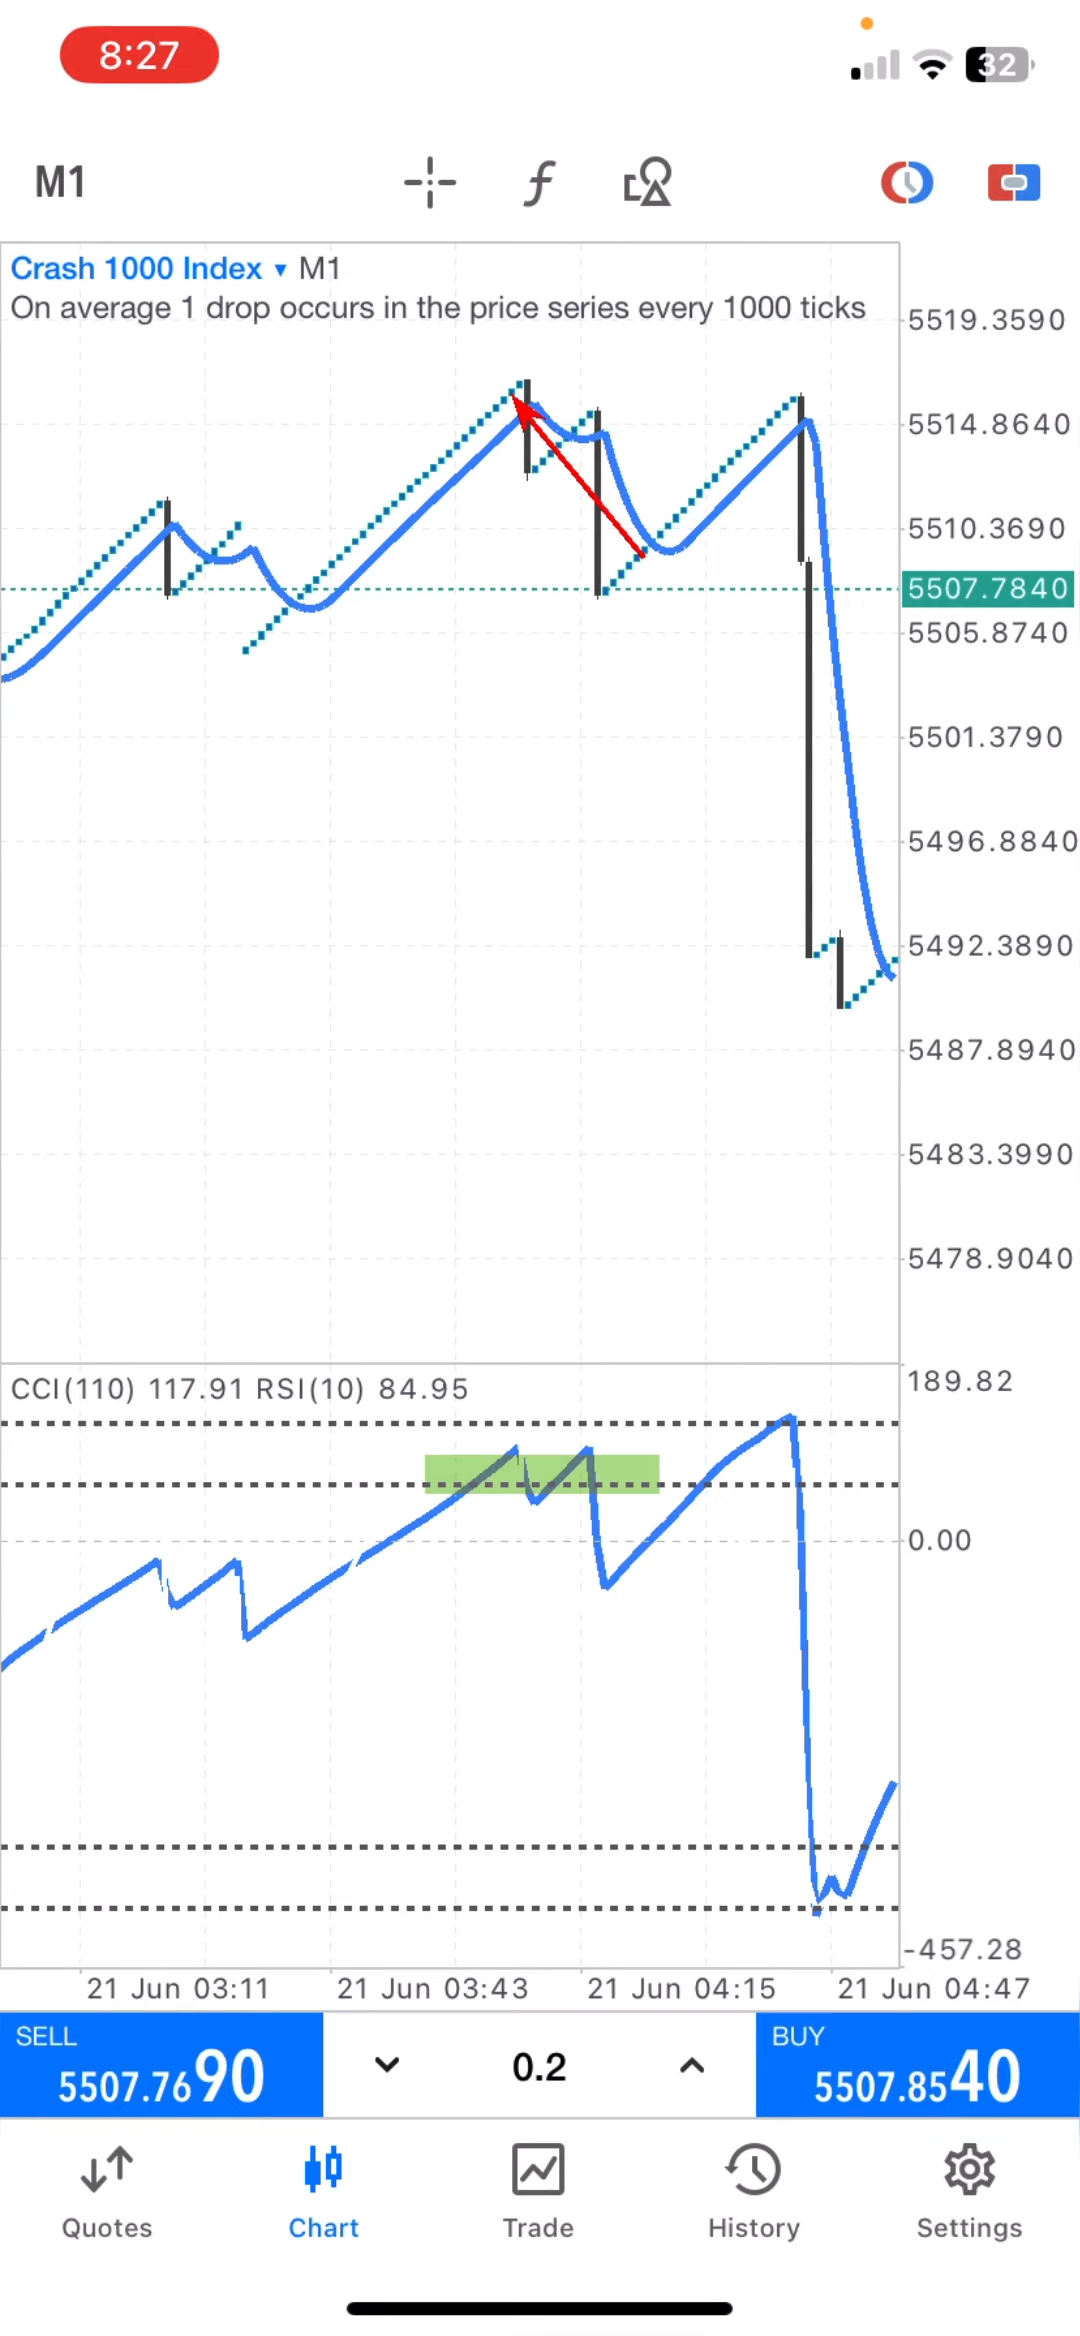 8:27
32
M1
Crash 1000 Index ▾ M1
On average 1 drop occurs in the price series every 1000 ticks
5519.3590
5514.8640
5510.3690
5507.7840
5505.8740
5501.3790
5496.8840
5492.3890
5487.8940
5483.3990
5478.9040
CCI(110) 117.91 RSI(10) 84.95
189.82
0.00
-457.28
21 Jun 03:11
21 Jun 03:43
21 Jun 04:15
21 Jun 04:47
SELL
5507.7690
0.2
BUY
5507.8540
Quotes
Chart
Trade
History
Settings